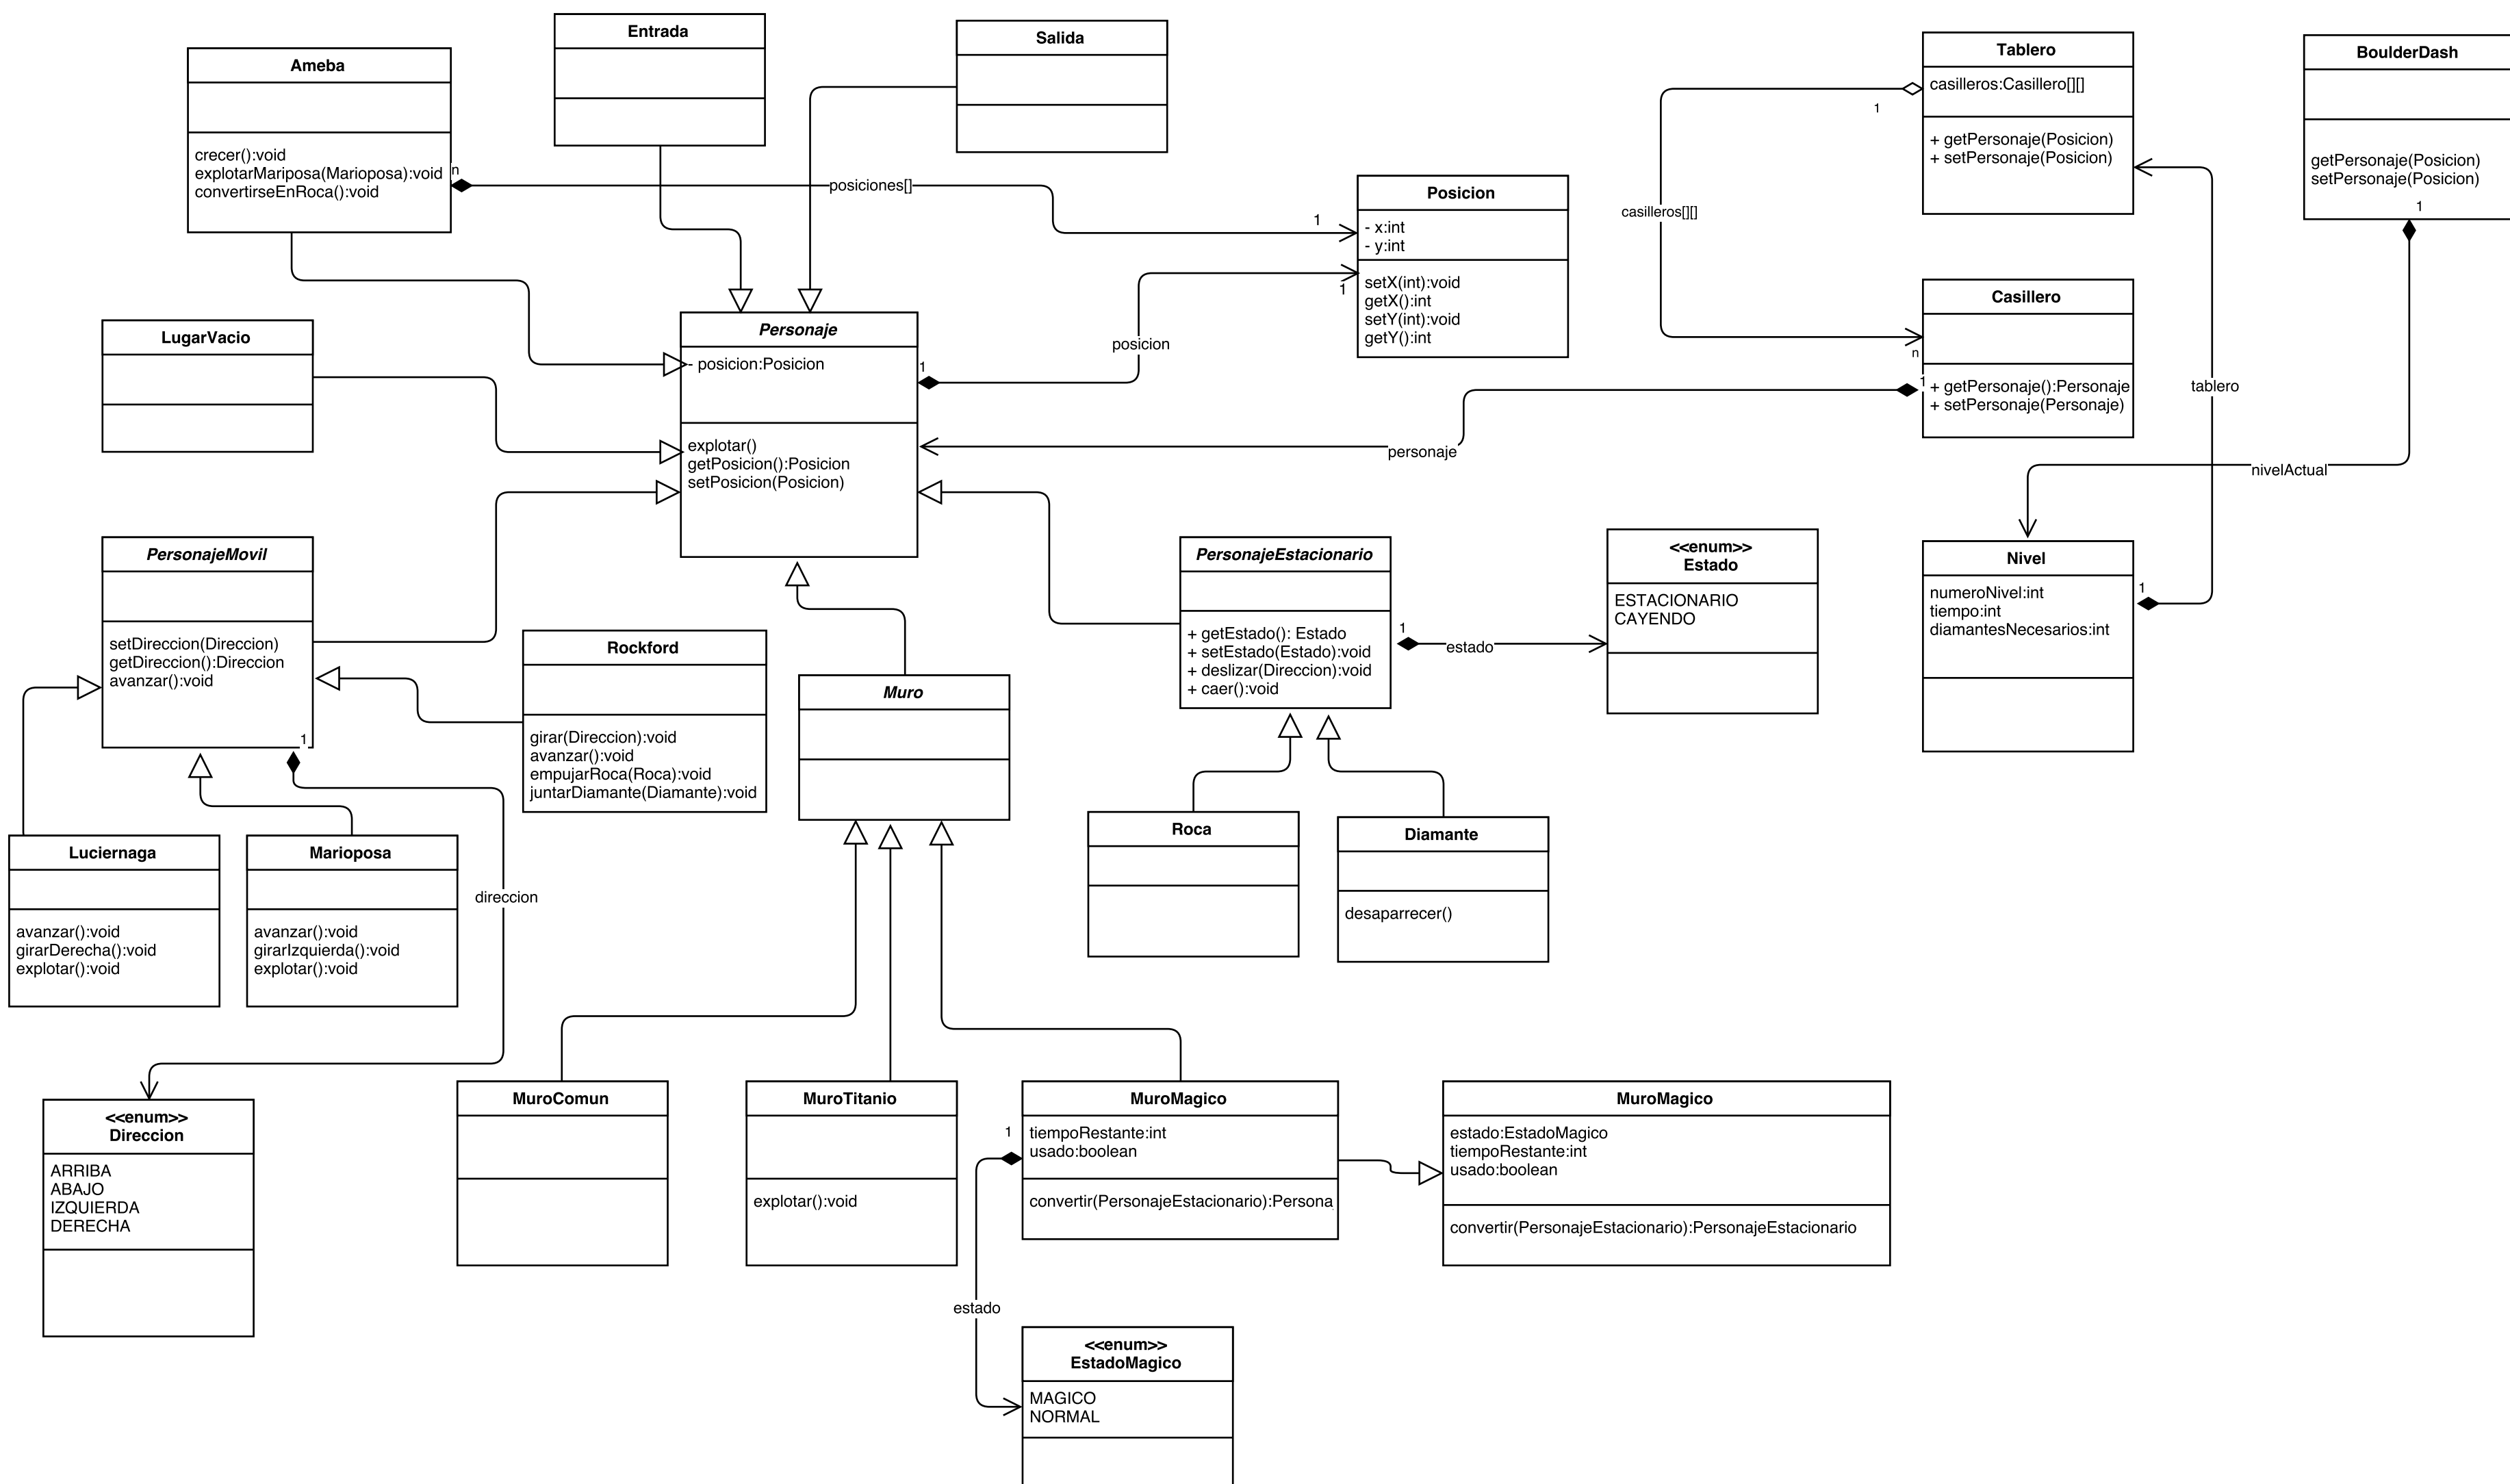 Ameba
crecer():void
explotarMariposa(Marioposa):void
convertirseEnRoca():void
n
posiciones[]
1
Entrada
Salida
Posicion
- x:int
- y:int
setX(int):void
getX():int
setY(int):void
getY():int
1
Tablero
casilleros:Casillero[][]
+ getPersonaje(Posicion)
+ setPersonaje(Posicion)
1
casilleros[][]
n
BoulderDash
getPersonaje(Posicion)
setPersonaje(Posicion)
1
Casillero
+ getPersonaje():Personaje
+ setPersonaje(Personaje)
1
tablero
nivelActual
LugarVacio
Personaje
- posicion:Posicion
explotar()
getPosicion():Posicion
setPosicion(Posicion)
1
posicion
personaje
PersonajeMovil
setDireccion(Direccion)
getDireccion():Direccion
avanzar():void
1
Rockford
girar(Direccion):void
avanzar():void
empujarRoca(Roca):void
juntarDiamante(Diamante):void
Muro
PersonajeEstacionario
+ getEstado(): Estado
+ setEstado(Estado):void
+ deslizar(Direccion):void
+ caer():void
1
estado
<<enum>>
Estado
ESTACIONARIO
CAYENDO
Nivel
numeroNivel:int
tiempo:int
diamantesNecesarios:int
1
Luciernaga
avanzar():void
girarDerecha():void
explotar():void
Marioposa
avanzar():void
girarIzquierda():void
explotar():void
direccion
Roca
Diamante
desaparrecer()
<<enum>>
Direccion
ARRIBA
ABAJO
IZQUIERDA
DERECHA
MuroComun
MuroTitanio
explotar():void
MuroMagico
tiempoRestante:int
usado:boolean
convertir(PersonajeEstacionario):Persona
1
estado
MuroMagico
estado:EstadoMagico
tiempoRestante:int
usado:boolean
convertir(PersonajeEstacionario):PersonajeEstacionario
<<enum>>
EstadoMagico
MAGICO
NORMAL